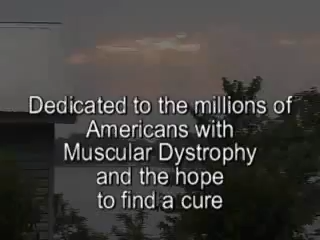 Dedicated to the millions of
Americans with
Muscular Dystrophy
and the hope
to find a cure